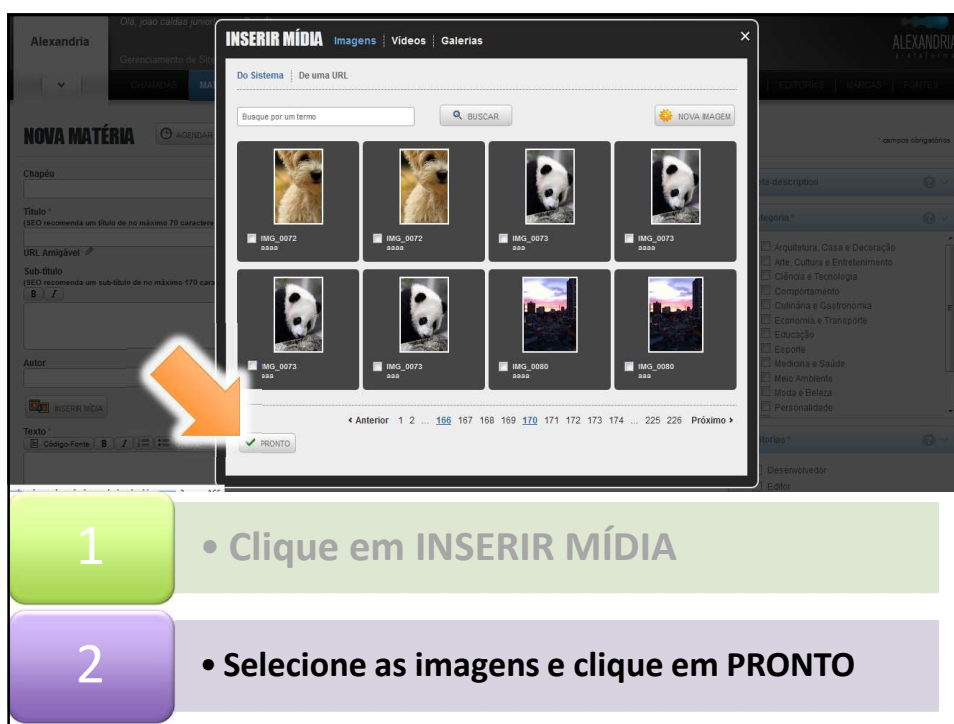 Alexandria
Olá, joao caldas junior
Gerenciamento de Site
CHAMADAS
ALEXANDRIA
plataforma
EDITORIAS | MARCAS | FONTES
INSERIR MÍDIA Imagens | Vídeos | Galerias ×
Do Sistema | De uma URL
Busque por um termo
BUSCAR
NOVA IMAGEM
IMG_0072
aaaa
IMG_0072
aaaa
IMG_0073
aaa
IMG_0073
aaaa
IMG_0073
aaa
IMG_0073
aaa
IMG_0080
aaaa
IMG_0080
aaa
‹ Anterior 1 2 ... 166 167 168 169 170 171 172 173 174 ... 225 226 Próximo ›
PRONTO
NOVA MATÉRIA
AGENDAR
* campos obrigatórios
Chapéu
Título *
(SEO recomenda um título de no máximo 70
URL Amigável
Sub-título
(SEO recomenda um sub-título de no máximo 170
B I
Autor
INSERIR MÍDIA
Texto *
Código-Fonte B I
description
Arquitetura, Casa e Decoração
Arte, Cultura e Entretenimento
Ciência e Tecnologia
Comportamento
Culinária e Gastronomia
Economia e Transporte
Educação
Esporte
Medicina e Saúde
Meio Ambiente
Moda e Beleza
Personalidade
Desenvolvedor
Editor
1
• Clique em INSERIR MÍDIA
2
• Selecione as imagens e clique em PRONTO